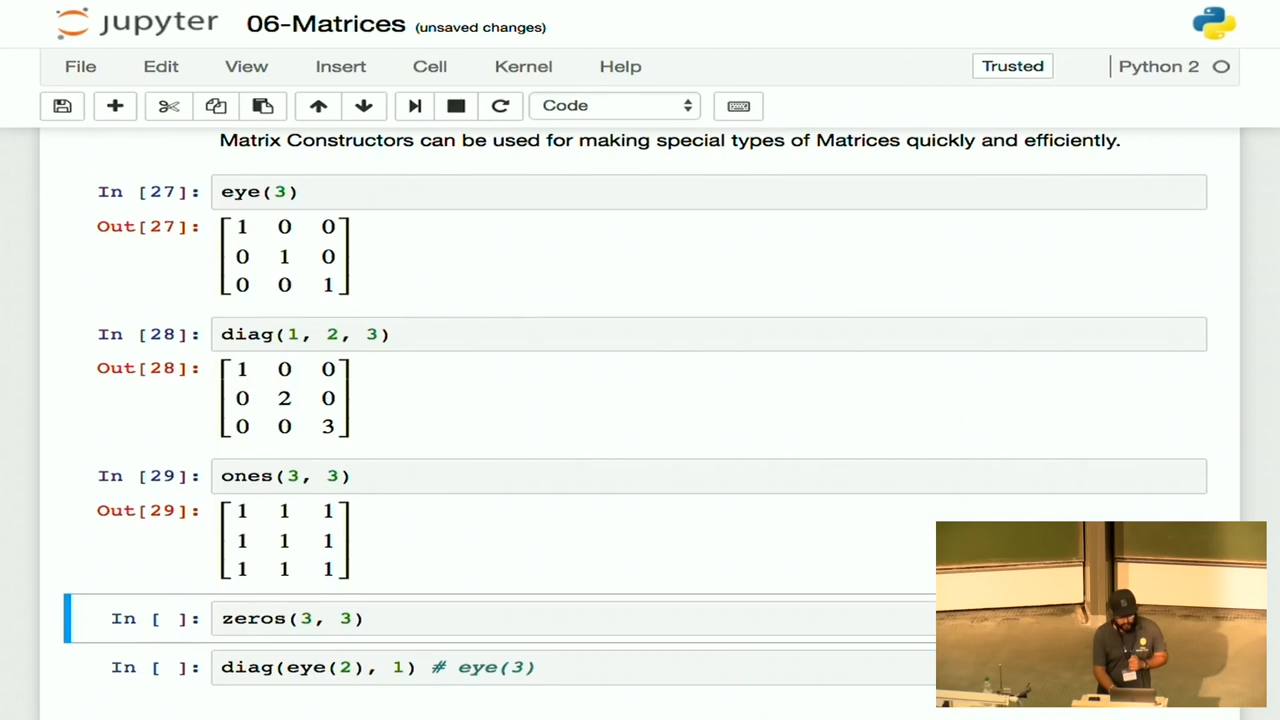 jupyter 06-Matrices (unsaved changes)
File Edit View Insert Cell Kernel Help Trusted Python 2
Code
Matrix Constructors can be used for making special types of Matrices quickly and efficiently.
In [27]: eye(3)
Out[27]: [1 0 0
0 1 0
0 0 1]
In [28]: diag(1, 2, 3)
Out[28]: [1 0 0
0 2 0
0 0 3]
In [29]: ones(3, 3)
Out[29]: [1 1 1
1 1 1
1 1 1]
In [ ]: zeros(3, 3)
In [ ]: diag(eye(2), 1) # eye(3)